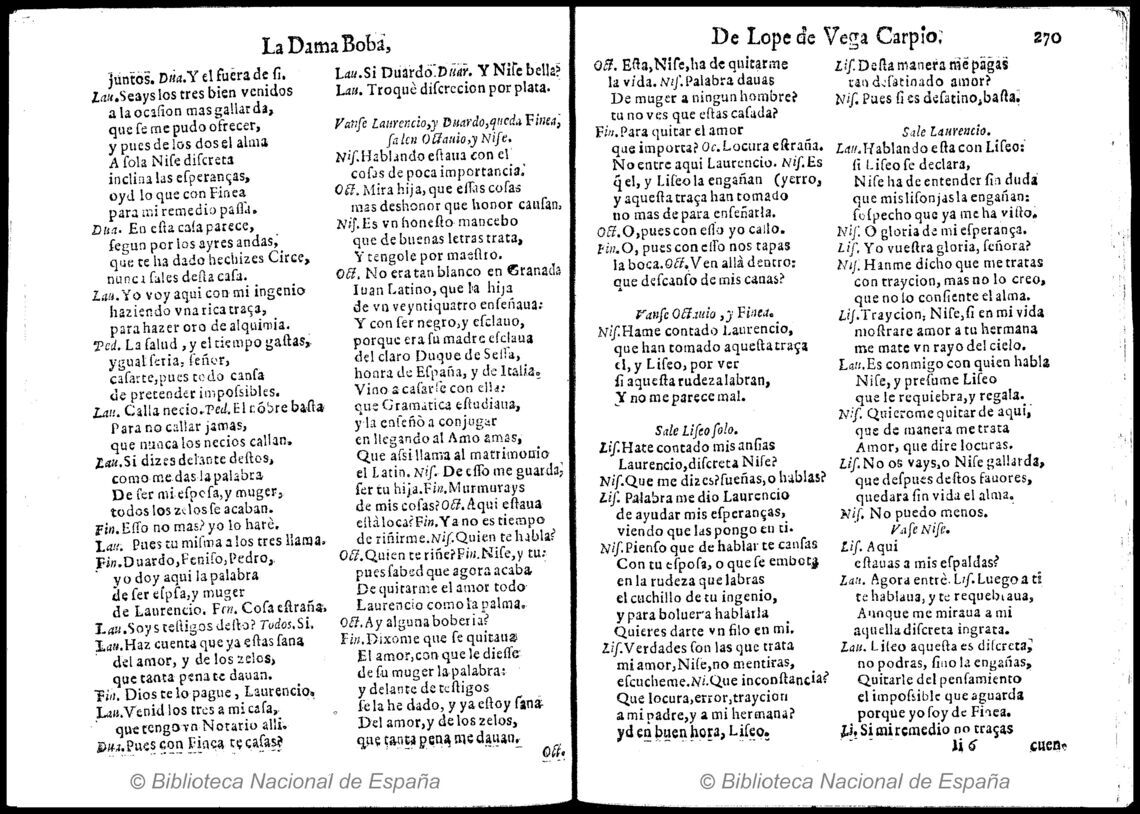 La Dama Boba,
juntos. Dua. Y el fuera de si.
Lau. Seays los tres bien venidos
a la ocasion mas gallarda,
que se me pudo ofrecer,
y pues de los dos el alma
A sola Nise discreta
inclina las esperanças,
oyd lo que con Finea
para mi remedio passa.
Dua. En esta casa parece,
segun por los ayres andas,
que te ha dado hechizes Circe,
nunca sales desta casa.
Lau. Yo voy aqui con mi ingenio
haziendo vna rica traça,
para hazer oro de alquimia.
Ped. La salud, y el tiempo gastas,
ygual seria, señor,
casarte, pues todo cansa
de pretender impossibles.
Lau. Calla necio. Ped. El nõbre basta
Para no callar jamas,
que nunca los necios callan.
Lau. Si dizes delante destos,
como me das la palabra
De ser mi esposa, y muger,
todos los zelos se acaban.
Fin. Esso no mas? yo lo harè.
Lau. Pues tu misma a los tres llama.
Fin. Duardo, Feniso, Pedro,
yo doy aqui la palabra
de ser espsa, y muger
de Laurencio. Fen. Cosa estraña.
Lau. Soys testigos desto? Todos. Si.
Lau. Haz cuenta que ya estas sana
del amor, y de los zelos,
que tanta pena te dauan.
Fin. Dios te lo pague, Laurencio.
Lau. Venid los tres a mi casa,
que tengo vn Notario alli.
Dua. Pues con Finea te casas?
Lau. Si Duardo. Duar. Y Nise bella?
Lau. Troquè discrecion por plata.
Vanse Laurencio, y Duardo, queda Finea,
salen Octauio, y Nise.
Nis. Hablando estaua con el
cosas de poca importancia.
Oct. Mira hija, que essas cosas
mas deshonor que honor causan,
Nis. Es vn honesto mancebo
que de buenas letras trata,
Y tengole por maestro.
Oct. No era tan blanco en Granada
Iuan Latino, que la hija
de vn veyntiquatro enseñaua:
Y con ser negro, y esclauo,
porque era su madre esclaua
del claro Duque de Sessa,
honra de España, y de Italia.
Vino a casarse con ella:
que Gramatica estudiaua,
y la enseñò a conjugar
en llegando al Amo amas,
Que assi llama al matrimonio
el Latin. Nis. De esso me guarda,
ser tu hija. Fin. Murmurays
de mis cosas? Oct. Aqui estaua
esta loca? Fin. Ya no es tiempo
de riñirme. Nis. Quien te habla?
Oct. Quien te riñe? Fin. Nise, y tu:
pues sabed que agora acaba
De quitarme el amor todo
Laurencio como la palma.
Oct. Ay alguna boberia?
Fin. Dixome que se quitaua
El amor, con que le diesse
de su muger la palabra:
y delante de testigos
se la he dado, y ya estoy sana
Del amor, y de los zelos,
que tanta pena me dauan.
Oct.
© Biblioteca Nacional de España
De Lope de Vega Carpio. 270
Oct. Esta, Nise, ha de quitarme
la vida. Nis. Palabra dauas
De muger a ningun hombre?
tu no ves que estas casada?
Fin. Para quitar el amor
que importa? Oc. Locura estraña.
No entre aqui Laurencio. Nis. Es
q̃ el, y Liseo la engañan (yerro,
y aquesta traça han tomado
no mas de para enseñarla.
Oct. O, pues con esso yo callo.
Fin. O, pues con esso nos tapas
la boca. Oct. Ven allà dentro:
que descanso de mis canas?
Vanse Octauio, y Finea.
Nis. Hame contado Laurencio,
que han tomado aquesta traça
el, y Liseo, por ver
si aquesta rudeza labran,
Y no me parece mal.
Sale Liseo solo.
Lis. Hate contado mis ansias
Laurencio, discreta Nise?
Nis. Que me dizes? sueñas, o hablas?
Lis. Palabra me dio Laurencio
de ayudar mis esperanças,
viendo que las pongo en ti.
Nis. Pienso que de hablar te cansas
Con tu esposa, o que se embota
en la rudeza que labras
el cuchillo de tu ingenio,
y para boluer a hablarla
Quieres darte vn filo en mi.
Lis. Verdades son las que trata
mi amor, Nise, no mentiras,
escucheme. Ni. Que inconstancia?
Que locura, error, trayción
a mi padre, y a mi hermana?
yd en buen hora, Liseo.
Lis. Desta manera me pagas
tan desatinado amor?
Nis. Pues si es desatino, basta.
Sale Laurencio.
Lau. Hablando esta con Liseo:
si Liseo se declara,
Nise ha de entender sin duda
que mis lisonjas la engañan:
sospecho que ya me ha visto.
Nis. O gloria de mi esperança.
Lis. Yo vuestra gloria, señora?
Nis. Hanme dicho que me tratas
con traycion, mas no lo creo,
que no lo consiente el alma.
Lis. Traycion, Nise, si en mi vida
mostrare amor a tu hermana
me mate vn rayo del cielo.
Lau. Es conmigo con quien habla
Nise, y presume Liseo
que le requiebra, y regala.
Nis. Quierome quitar de aqui,
que de manera me trata
Amor, que dire locuras.
Lis. No os vays, o Nise gallarda,
que despues destos fauores,
quedara sin vida el alma.
Nis. No puedo menos.
Vase Nise.
Lis. Aqui
estauas a mis espaldas?
Lau. Agora entrè. Lis. Luego a ti
te hablaua, y te requebraua,
Aunque me miraua a mi
aquella discreta ingrata.
Lau. Liseo aquesta es discreta,
no podras, sino la engañas,
Quitarle del pensamiento
el impossible que aguarda
porque yo soy de Finea.
Li. Si mi remedio no traças
Ii 6 cuen-
© Biblioteca Nacional de España